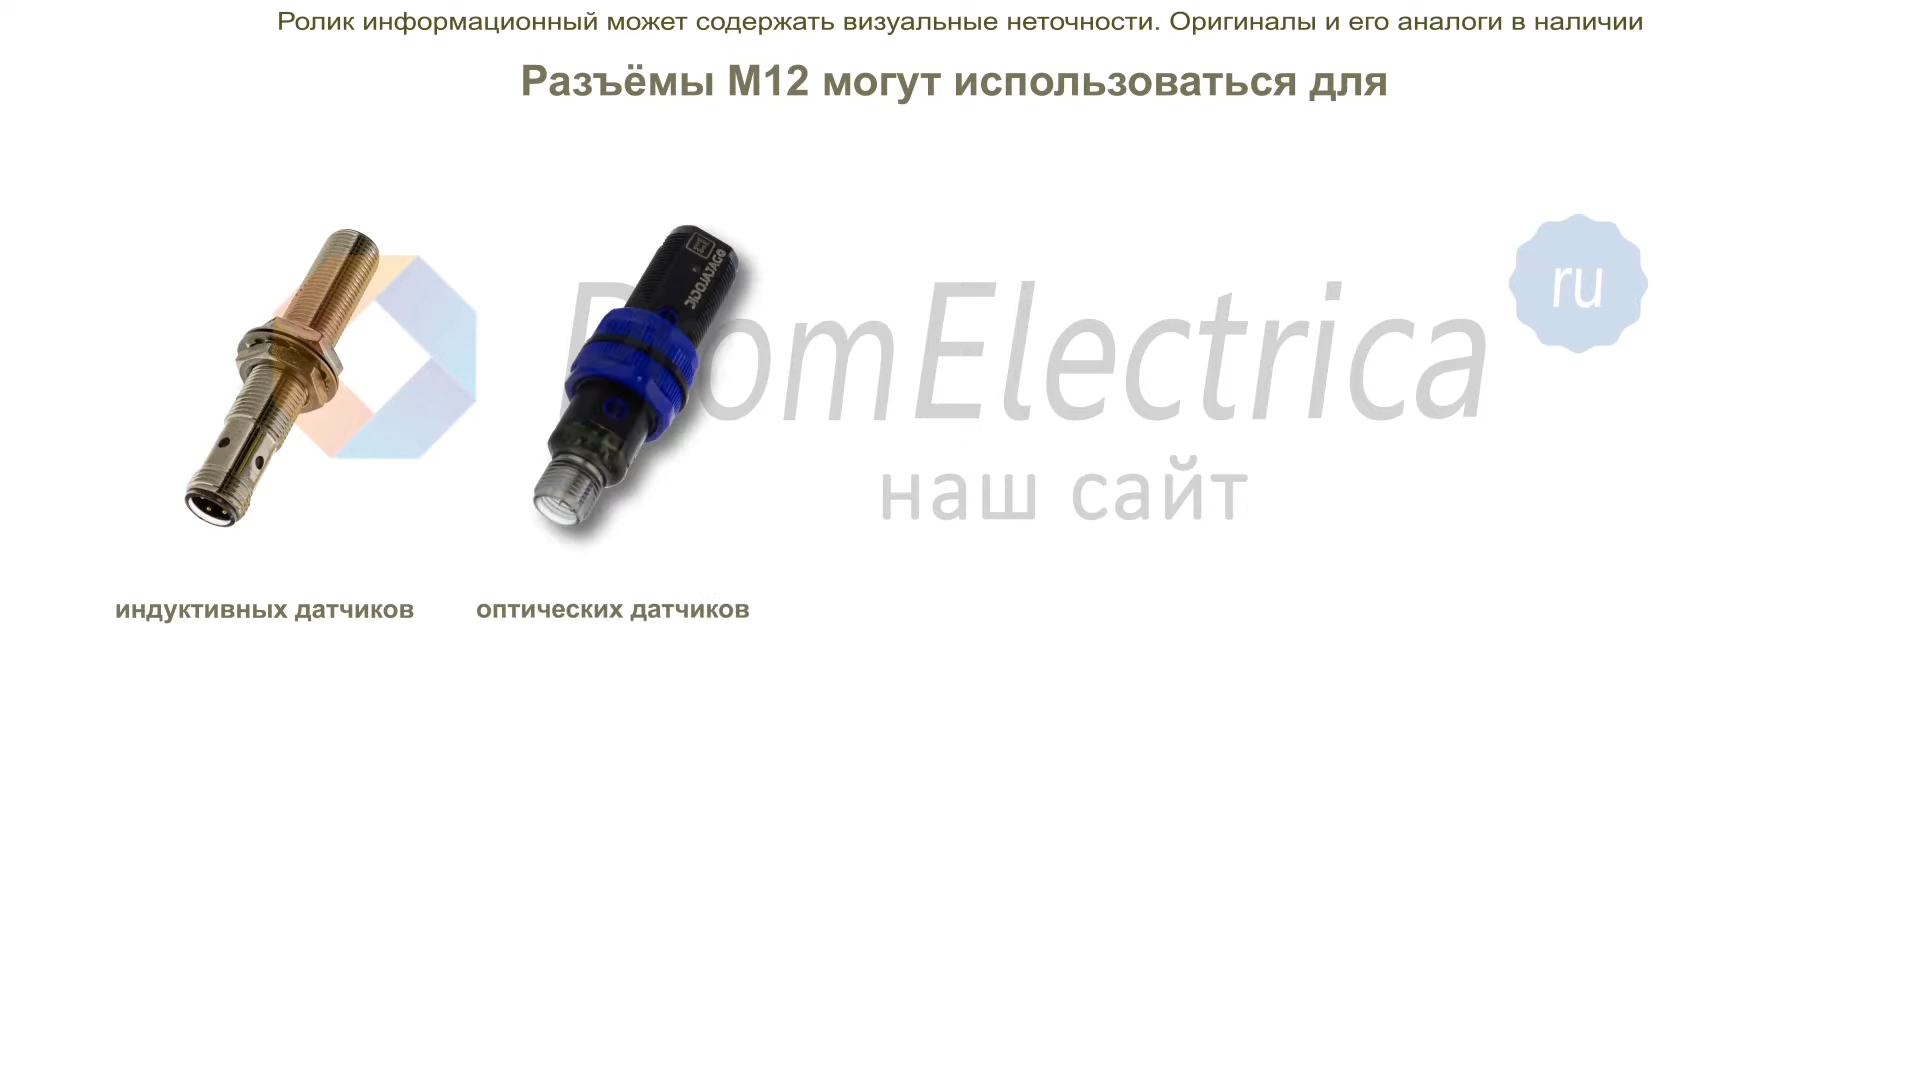 Ролик информационный может содержать визуальные неточности. Оригиналы и его аналоги в наличии
Разъёмы М12 могут использоваться для
ru
DomElectrica
наш сайт
индуктивных датчиков
оптических датчиков